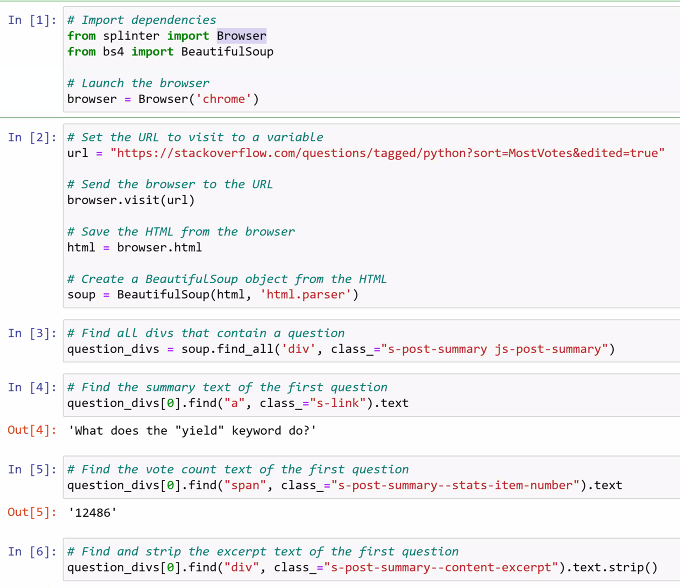 In [1]: # Import dependencies
from splinter import Browser
from bs4 import BeautifulSoup
# Launch the browser
browser = Browser('chrome')
In [2]: # Set the URL to visit to a variable
url = "https://stackoverflow.com/questions/tagged/python?sort=MostVotes&edited=true"
# Send the browser to the URL
browser.visit(url)
# Save the HTML from the browser
html = browser.html
# Create a BeautifulSoup object from the HTML
soup = BeautifulSoup(html, 'html.parser')
In [3]: # Find all divs that contain a question
question_divs = soup.find_all('div', class_="s-post-summary js-post-summary")
In [4]: # Find the summary text of the first question
question_divs[0].find("a", class_="s-link").text
Out[4]: 'What does the "yield" keyword do?'
In [5]: # Find the vote count text of the first question
question_divs[0].find("span", class_="s-post-summary--stats-item-number").text
Out[5]: '12486'
In [6]: # Find and strip the excerpt text of the first question
question_divs[0].find("div", class_="s-post-summary--content-excerpt").text.strip()